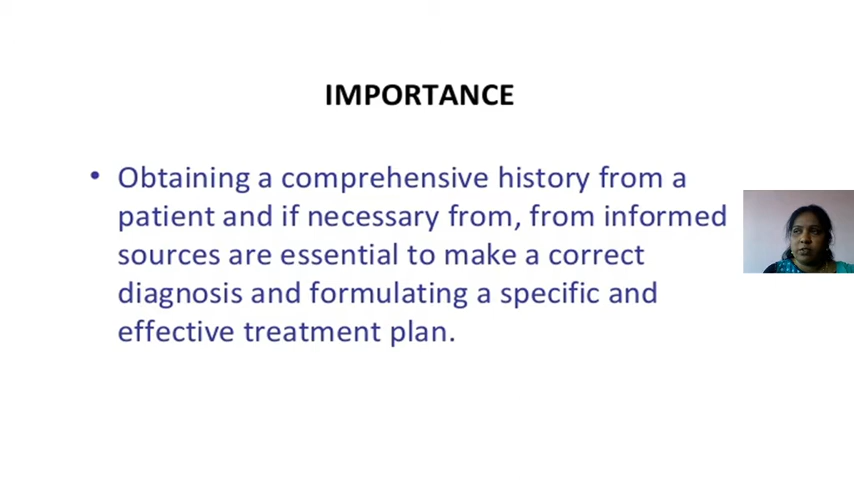 IMPORTANCE
• Obtaining a comprehensive history from a
patient and if necessary from, from informed
sources are essential to make a correct
diagnosis and formulating a specific and
effective treatment plan.